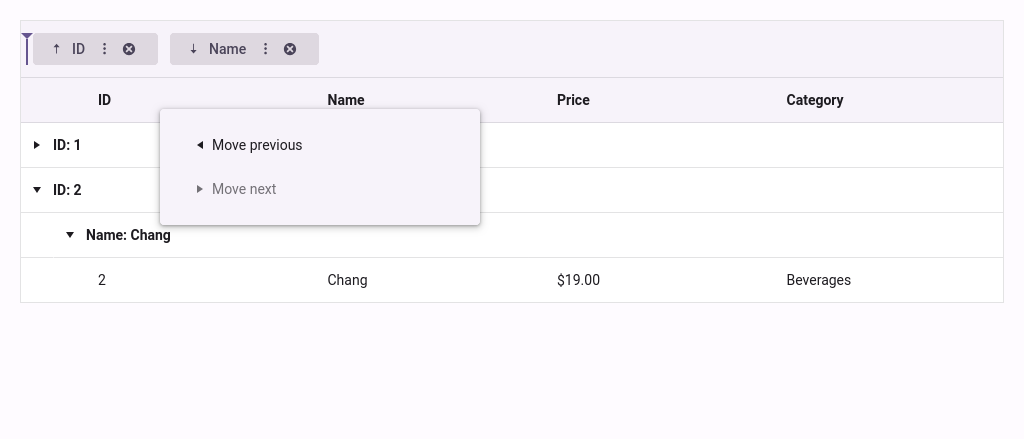 ID Name
ID Name Price Category
ID: 1
Move previous
ID: 2
Move next
Name: Chang
2 Chang $19.00 Beverages